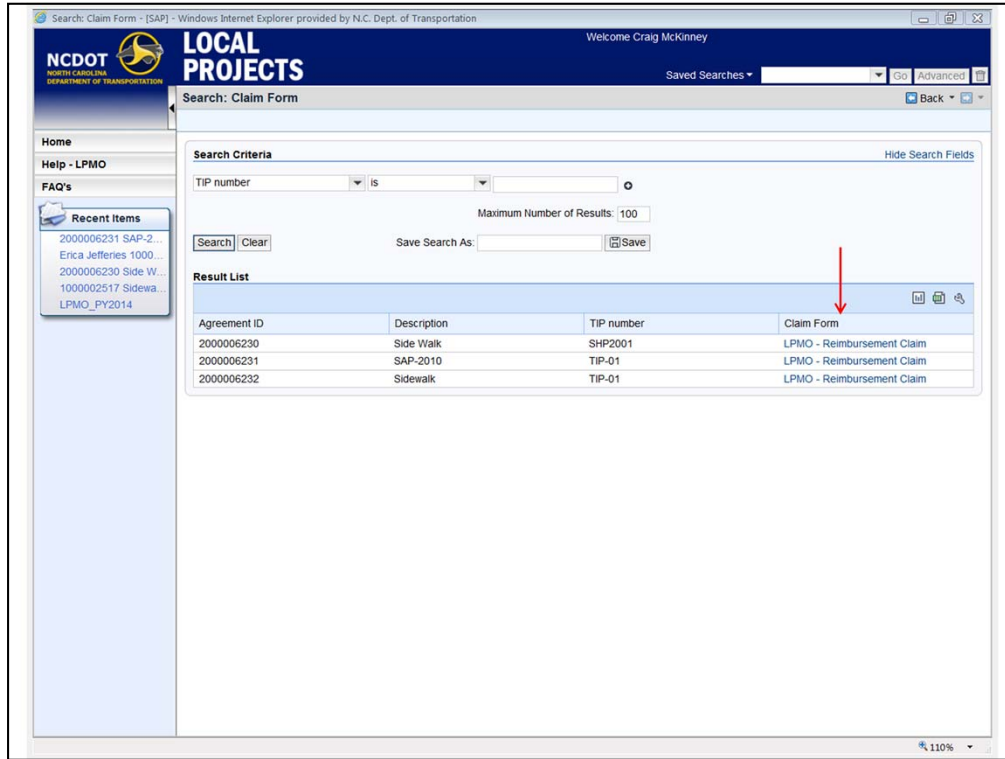 Search: Claim Form - [SAP] - Windows Internet Explorer provided by N.C. Dept. of Transportation
NCDOT
NORTH CAROLINA
DEPARTMENT OF TRANSPORTATION
LOCAL
PROJECTS
Welcome Craig McKinney
Saved Searches Go Advanced
Search: Claim Form Back
Home
Help - LPMO
FAQ's
Recent Items
2000006231 SAP-2...
Erica Jefferies 1000...
2000006230 Side W...
1000002517 Sidewa...
LPMO_PY2014
Search Criteria Hide Search Fields
TIP number is
Maximum Number of Results: 100
Search Clear Save Search As: Save
Result List
Agreement ID Description TIP number Claim Form
2000006230 Side Walk SHP2001 LPMO - Reimbursement Claim
2000006231 SAP-2010 TIP-01 LPMO - Reimbursement Claim
2000006232 Sidewalk TIP-01 LPMO - Reimbursement Claim
110%